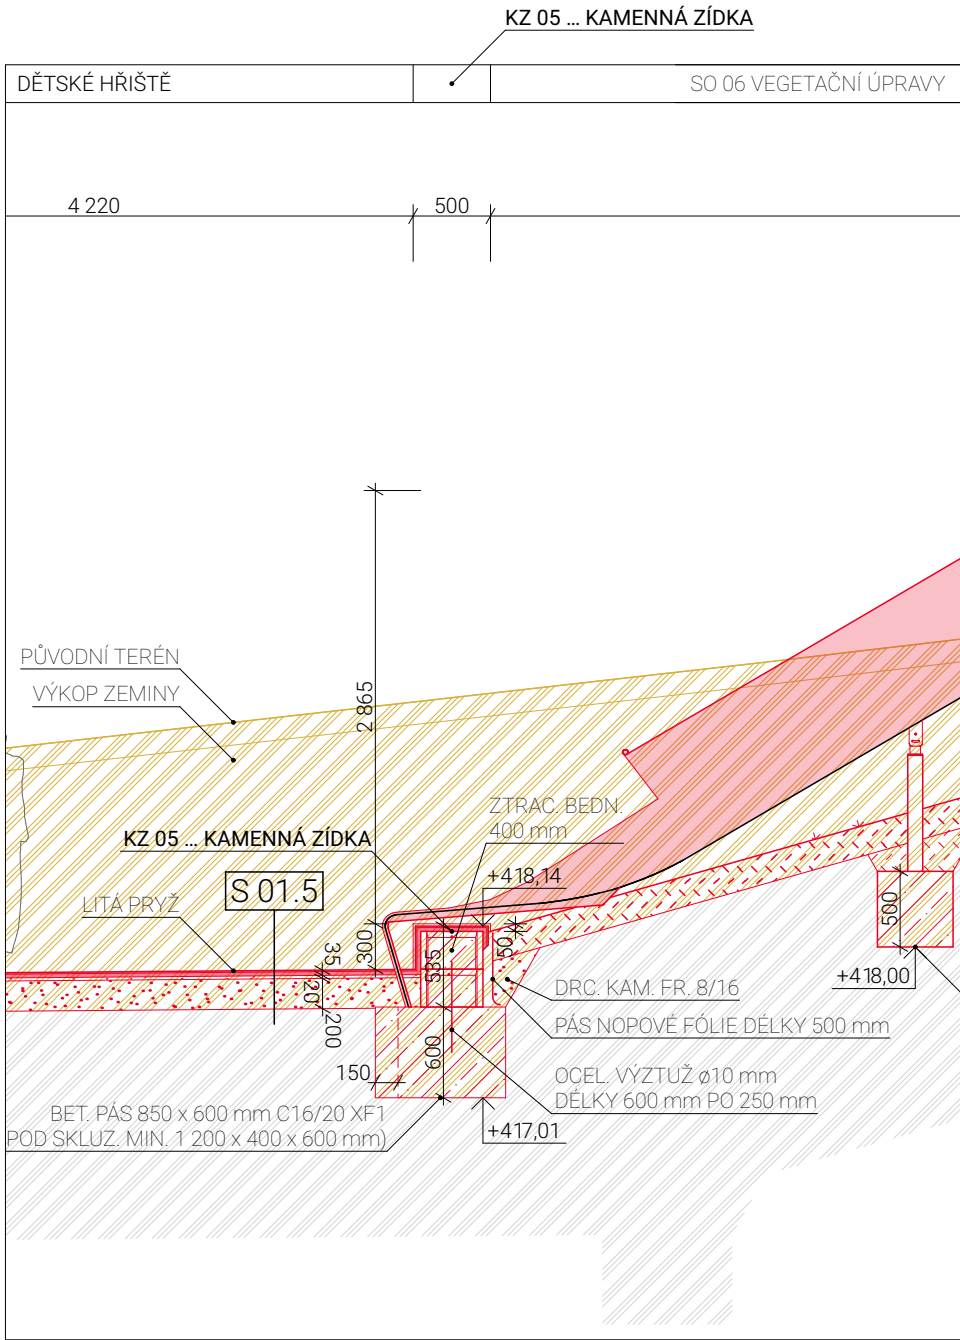 KZ 05 ... KAMENNÁ ZÍDKA
DĚTSKÉ HŘIŠTĚ
SO 06 VEGETAČNÍ ÚPRAVY
4 220
500
PŮVODNÍ TERÉN
VÝKOP ZEMINY
2 865
ZTRAC. BEDN.
400 mm
KZ 05 ... KAMENNÁ ZÍDKA
+418,14
S 01.5
LITÁ PRYŽ
300
535
50
500
35
20
200
+418,00
DRC. KAM. FR. 8/16
PÁS NOPOVÉ FÓLIE DÉLKY 500 mm
600
150
OCEL. VÝZTUŽ ø10 mm
DÉLKY 600 mm PO 250 mm
BET. PÁS 850 x 600 mm C16/20 XF1
POD SKLUZ. MIN. 1 200 x 400 x 600 mm)
+417,01